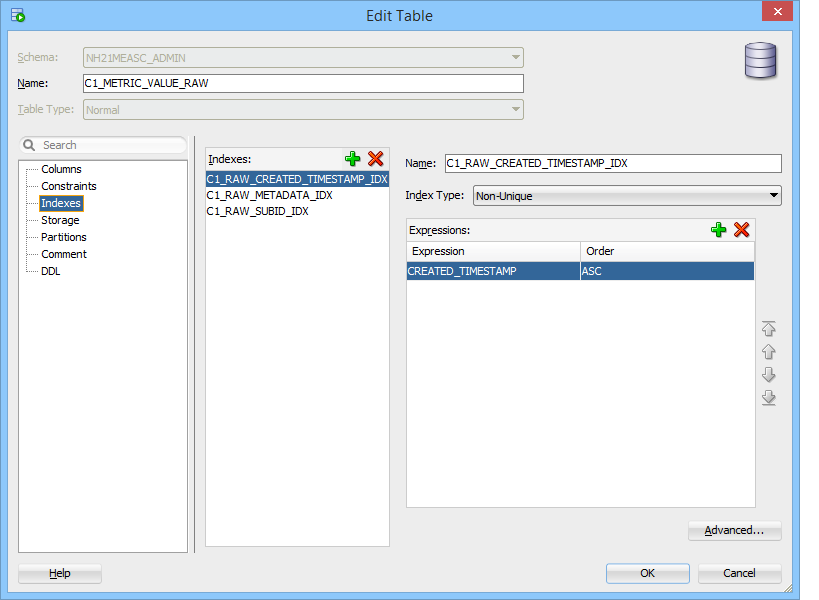 Edit Table
Schema: NH21MEASC_ADMIN
Name: C1_METRIC_VALUE_RAW
Table Type: Normal
Search
Columns
Constraints
Indexes
Storage
Partitions
Comment
DDL
Indexes:
C1_RAW_CREATED_TIMESTAMP_IDX
C1_RAW_METADATA_IDX
C1_RAW_SUBID_IDX
Name: C1_RAW_CREATED_TIMESTAMP_IDX
Index Type: Non-Unique
Expressions:
Expression Order
CREATED_TIMESTAMP ASC
Advanced...
Help
OK
Cancel